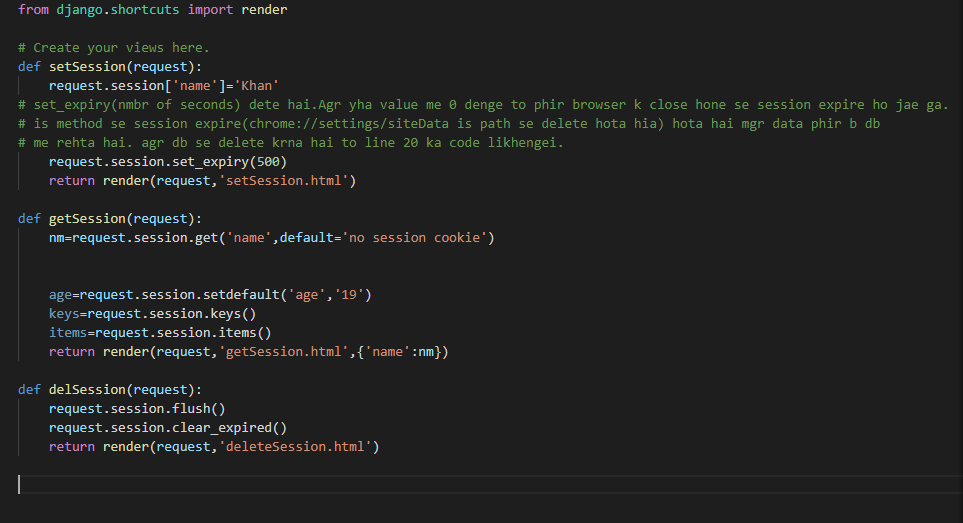 from django.shortcuts import render
# Create your views here.
def setSession(request):
    request.session['name']='Khan'
# set_expiry(nmbr of seconds) dete hai.Agr yha value me 0 denge to phir browser k close hone se session expire ho jae ga.
# is method se session expire(chrome://settings/siteData is path se delete hota hia) hota hai mgr data phir b db
# me rehta hai. agr db se delete krna hai to line 20 ka code likhengei.
    request.session.set_expiry(500)
    return render(request,'setSession.html')
def getSession(request):
    nm=request.session.get('name',default='no session cookie')
    age=request.session.setdefault('age','19')
    keys=request.session.keys()
    items=request.session.items()
    return render(request,'getSession.html',{'name':nm})
def delSession(request):
    request.session.flush()
    request.session.clear_expired()
    return render(request,'deleteSession.html')